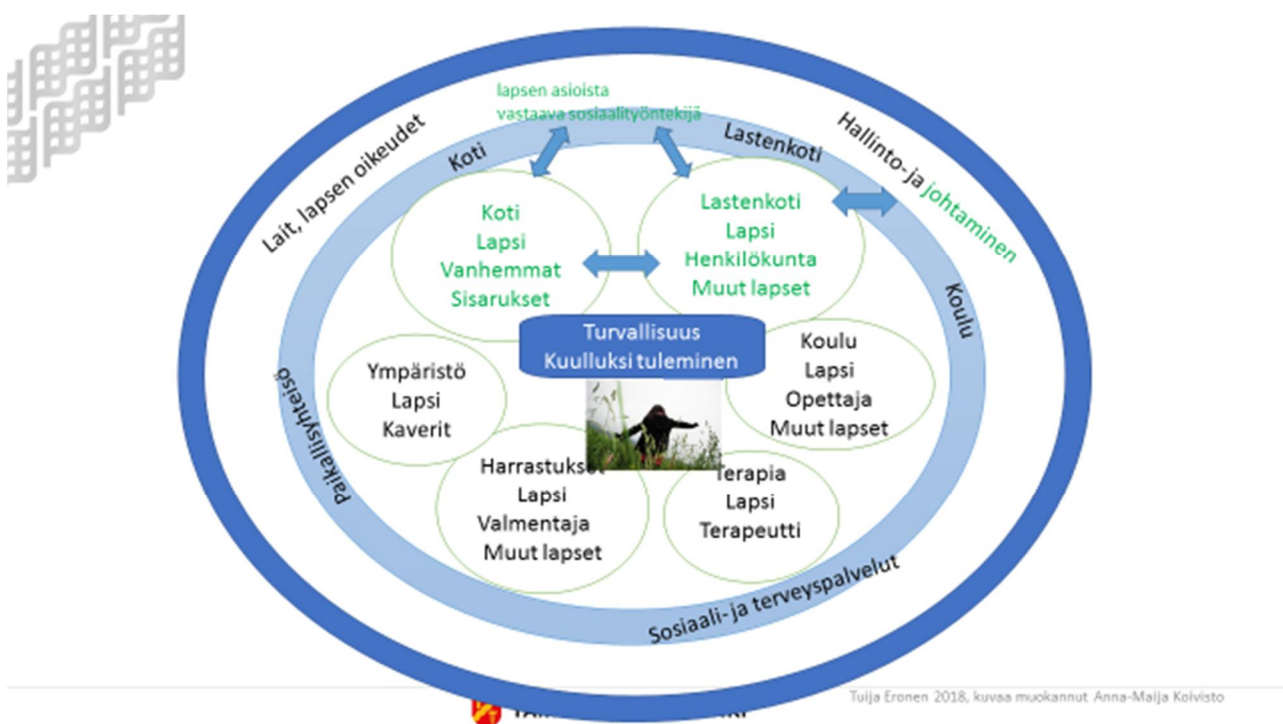 lapsen asioista
vastaava sosiaalityöntekijä
Lait, lapsen oikeudet
Hallinto-ja johtaminen
Koti
Lastenkoti
Koulu
Paikallisyhteisö
Sosiaali-ja terveyspalvelut
Koti
Lapsi
Vanhemmat
Sisarukset
Lastenkoti
Lapsi
Henkilökunta
Muut lapset
Turvallisuus
Kuulluksi tuleminen
Ympäristö
Lapsi
Kaverit
Koulu
Lapsi
Opettaja
Muut lapset
Harrastukset
Lapsi
Valmentaja
Muut lapset
Terapia
Lapsi
Terapeutti
Tuija Eronen 2018, kuvaa muokannut Anna-Maija Koivisto